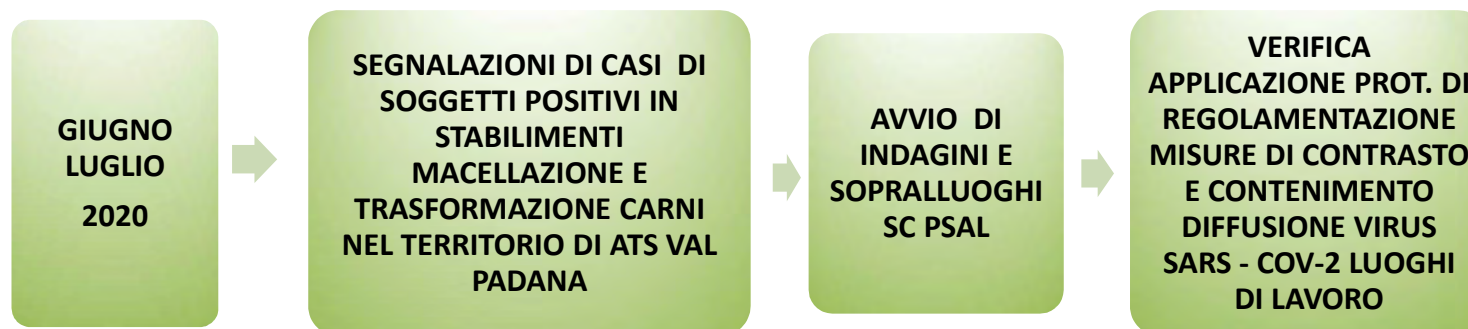 GIUGNO
LUGLIO
2020
SEGNALAZIONI DI CASI DI
SOGGETTI POSITIVI IN
STABILIMENTI
MACELLAZIONE E
TRASFORMAZIONE CARNI
NEL TERRITORIO DI ATS VAL
PADANA
AVVIO DI
INDAGINI E
SOPRALLUOGHI
SC PSAL
VERIFICA
APPLICAZIONE PROT. DI
REGOLAMENTAZIONE
MISURE DI CONTRASTO
E CONTENIMENTO
DIFFUSIONE VIRUS
SARS - COV-2 LUOGHI
DI LAVORO